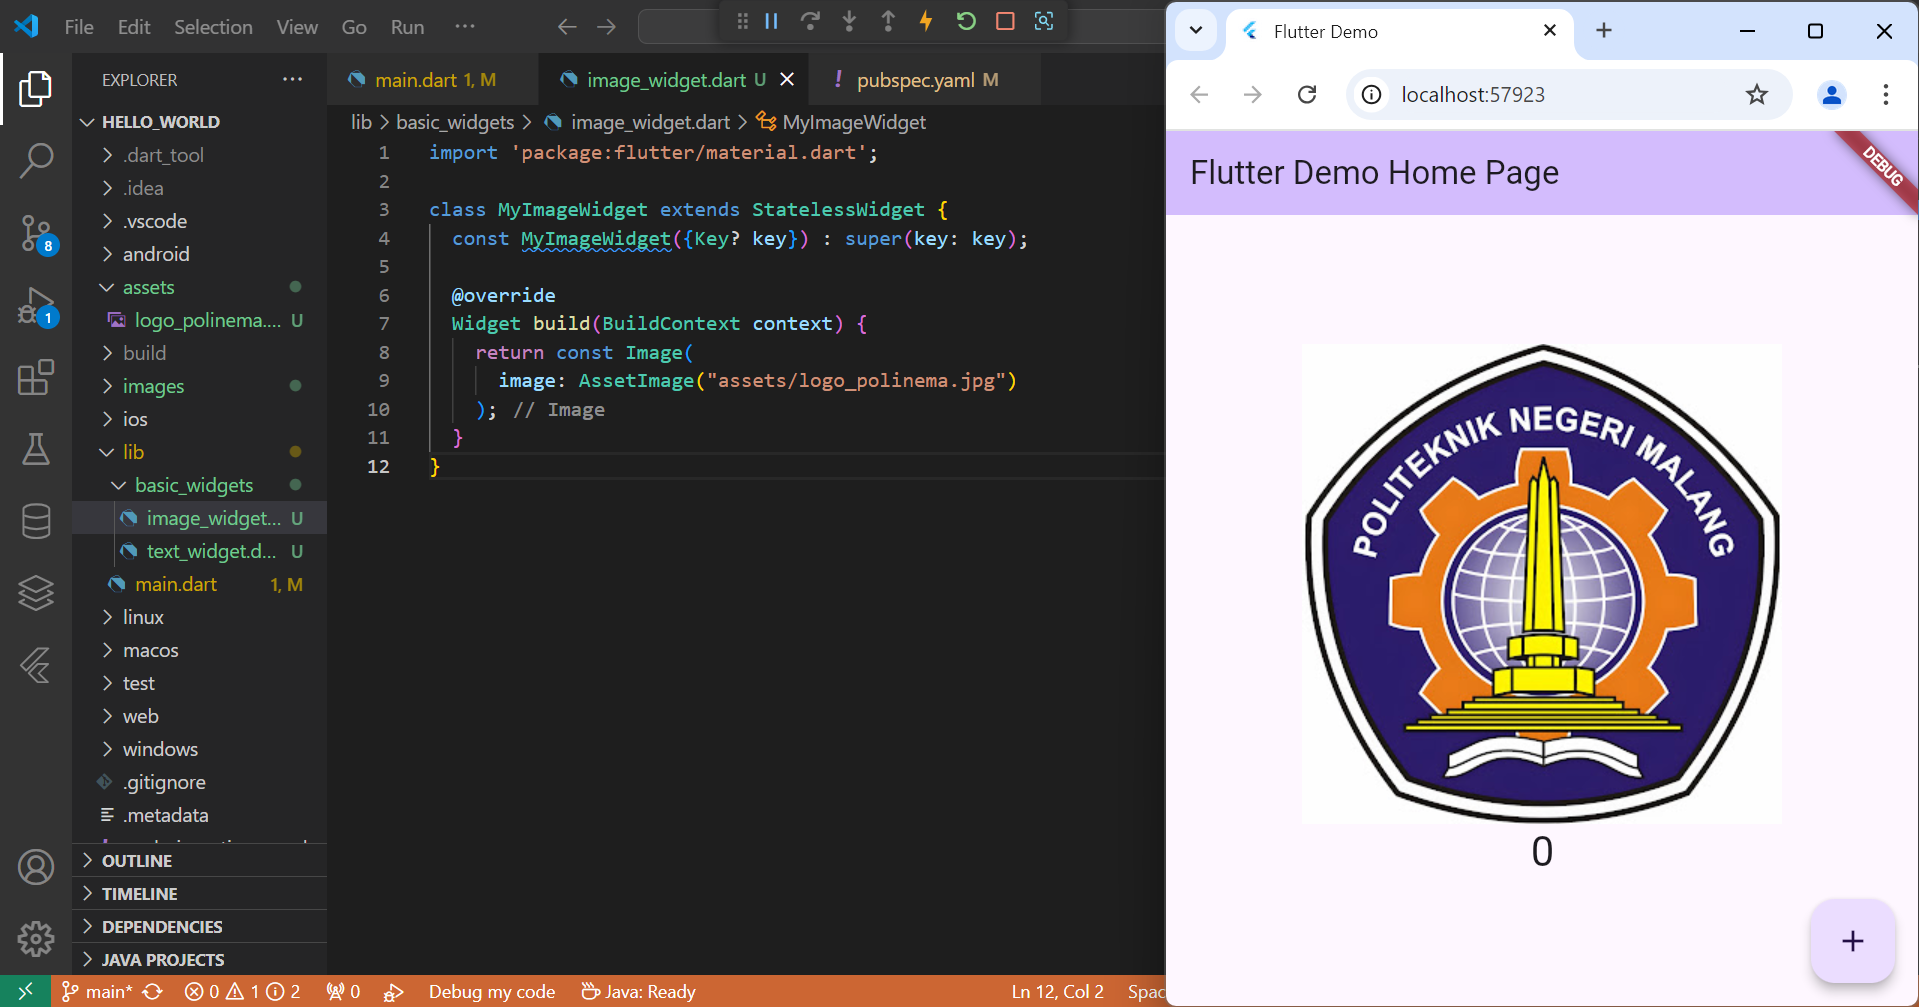 File Edit Selection View Go Run ···
EXPLORER ···
HELLO_WORLD
.dart_tool
.idea
.vscode
android
assets
logo_polinema.... U
build
images
ios
lib
basic_widgets
image_widget... U
text_widget.d... U
main.dart 1, M
linux
macos
test
web
windows
.gitignore
.metadata
OUTLINE
TIMELINE
DEPENDENCIES
JAVA PROJECTS
8
1
main.dart 1, M
image_widget.dart U
! pubspec.yaml M
lib > basic_widgets > image_widget.dart > MyImageWidget
1 import 'package:flutter/material.dart';
2
3 class MyImageWidget extends StatelessWidget {
4 const MyImageWidget({Key? key}) : super(key: key);
5
6 @override
7 Widget build(BuildContext context) {
8 return const Image(
9 image: AssetImage("assets/logo_polinema.jpg")
10 ); // Image
11 }
12 }
main* 0 1 2 0 Debug my code Java: Ready Ln 12, Col 2 Spac
Flutter Demo
localhost:57923
Flutter Demo Home Page
DEBUG
POLITEKNIK NEGERI MALANG
0
+